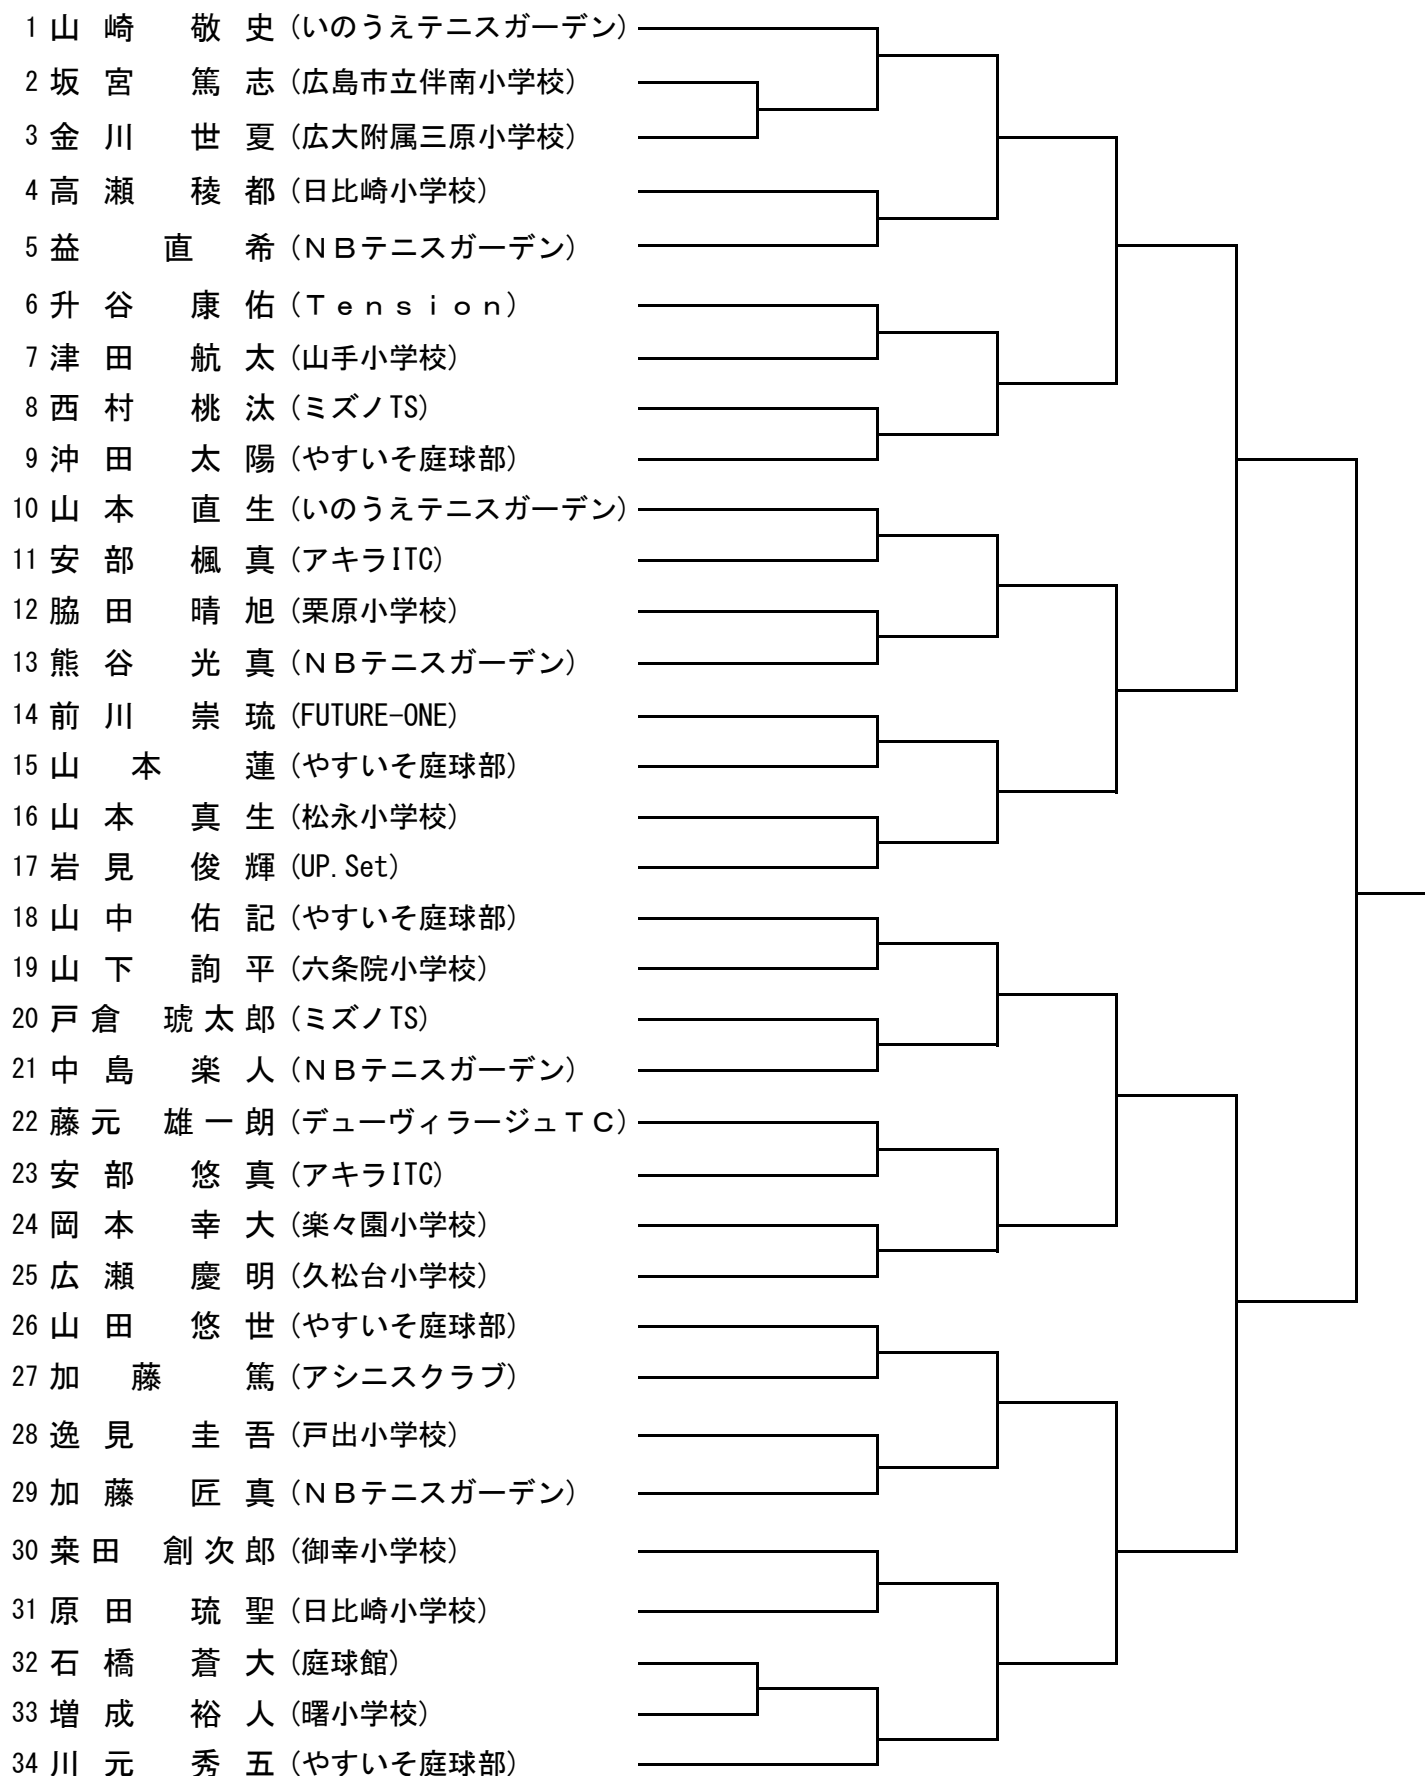 1 山崎 敬史 (いのうえテニスガーデン)
2 坂宮 篤志 (広島市立伴南小学校)
3 金川 世夏 (広大附属三原小学校)
4 高瀬 稜都 (日比崎小学校)
5 益 直希 (ＮＢテニスガーデン)
6 升谷 康佑 (Ｔｅｎｓｉｏｎ)
7 津田 航太 (山手小学校)
8 西村 桃汰 (ミズノTS)
9 沖田 太陽 (やすいそ庭球部)
10 山本 直生 (いのうえテニスガーデン)
11 安部 楓真 (アキラITC)
12 脇田 晴旭 (栗原小学校)
13 熊谷 光真 (ＮＢテニスガーデン)
14 前川 崇琉 (FUTURE-ONE)
15 山本 蓮 (やすいそ庭球部)
16 山本 真生 (松永小学校)
17 岩見 俊輝 (UP.Set)
18 山中 佑記 (やすいそ庭球部)
19 山下 詢平 (六条院小学校)
20 戸倉 琥太郎 (ミズノTS)
21 中島 楽人 (ＮＢテニスガーデン)
22 藤元 雄一朗 (デューヴィラージュＴＣ)
23 安部 悠真 (アキラITC)
24 岡本 幸大 (楽々園小学校)
25 広瀬 慶明 (久松台小学校)
26 山田 悠世 (やすいそ庭球部)
27 加藤 篤 (アシニスクラブ)
28 逸見 圭吾 (戸出小学校)
29 加藤 匠真 (ＮＢテニスガーデン)
30 桒田 創次郎 (御幸小学校)
31 原田 琉聖 (日比崎小学校)
32 石橋 蒼大 (庭球館)
33 増成 裕人 (曙小学校)
34 川元 秀五 (やすいそ庭球部)